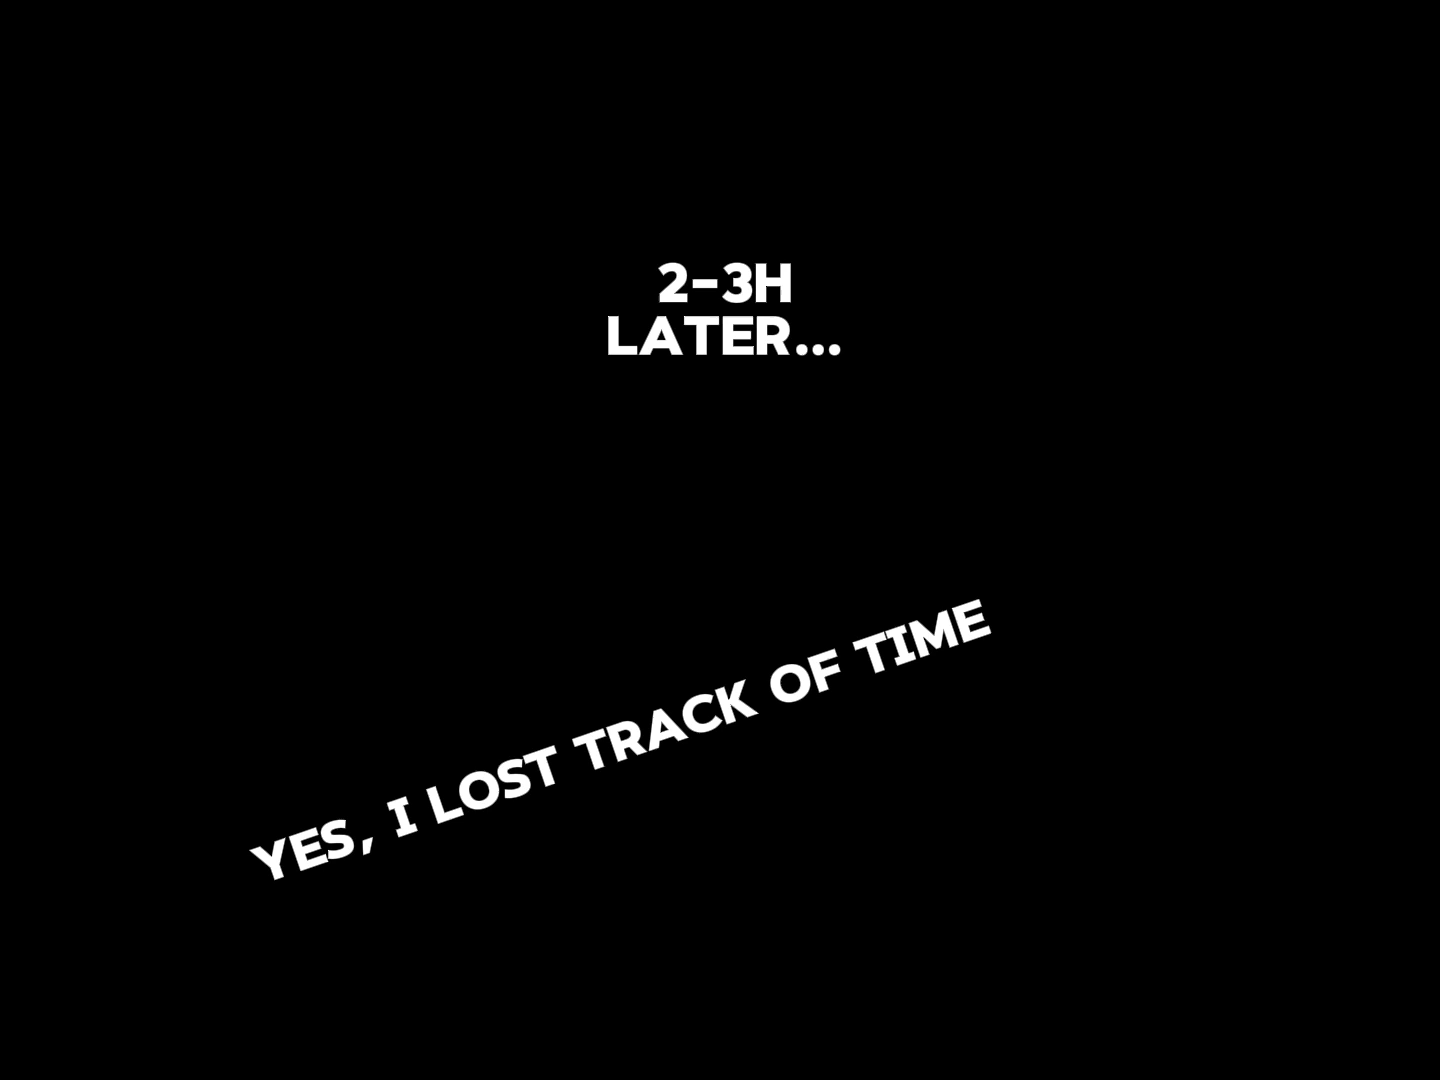 2-3H
LATER...
YES, I LOST TRACK OF TIME